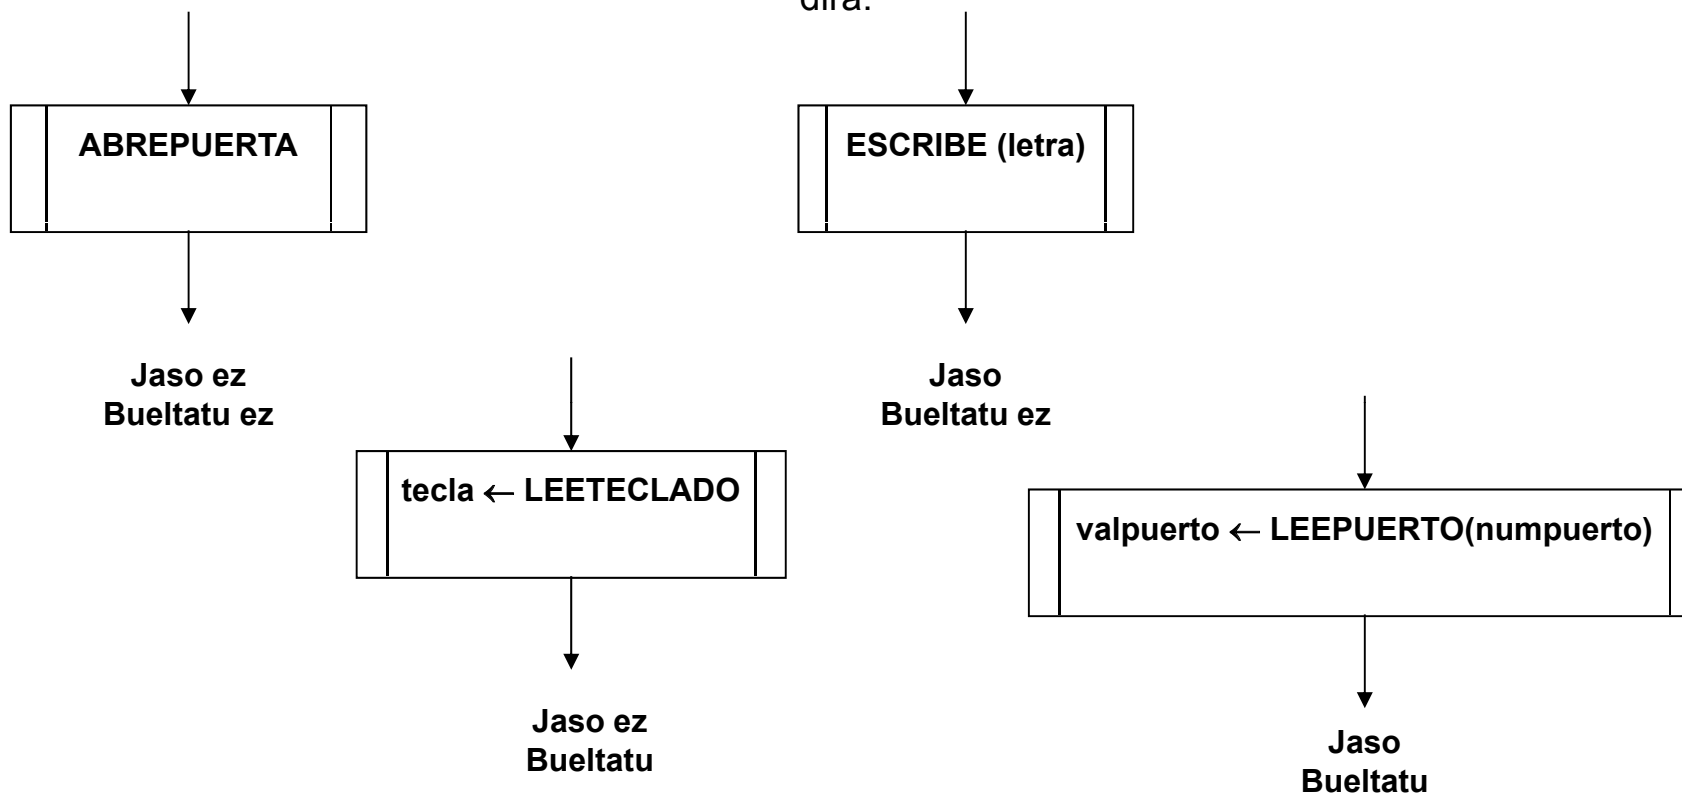 dira:
ABREPUERTA
ESCRIBE (letra)
Jaso ez
Bueltatu ez
Jaso
Bueltatu ez
tecla ← LEETECLADO
valpuerto ← LEEPUERTO(numpuerto)
Jaso ez
Bueltatu
Jaso
Bueltatu